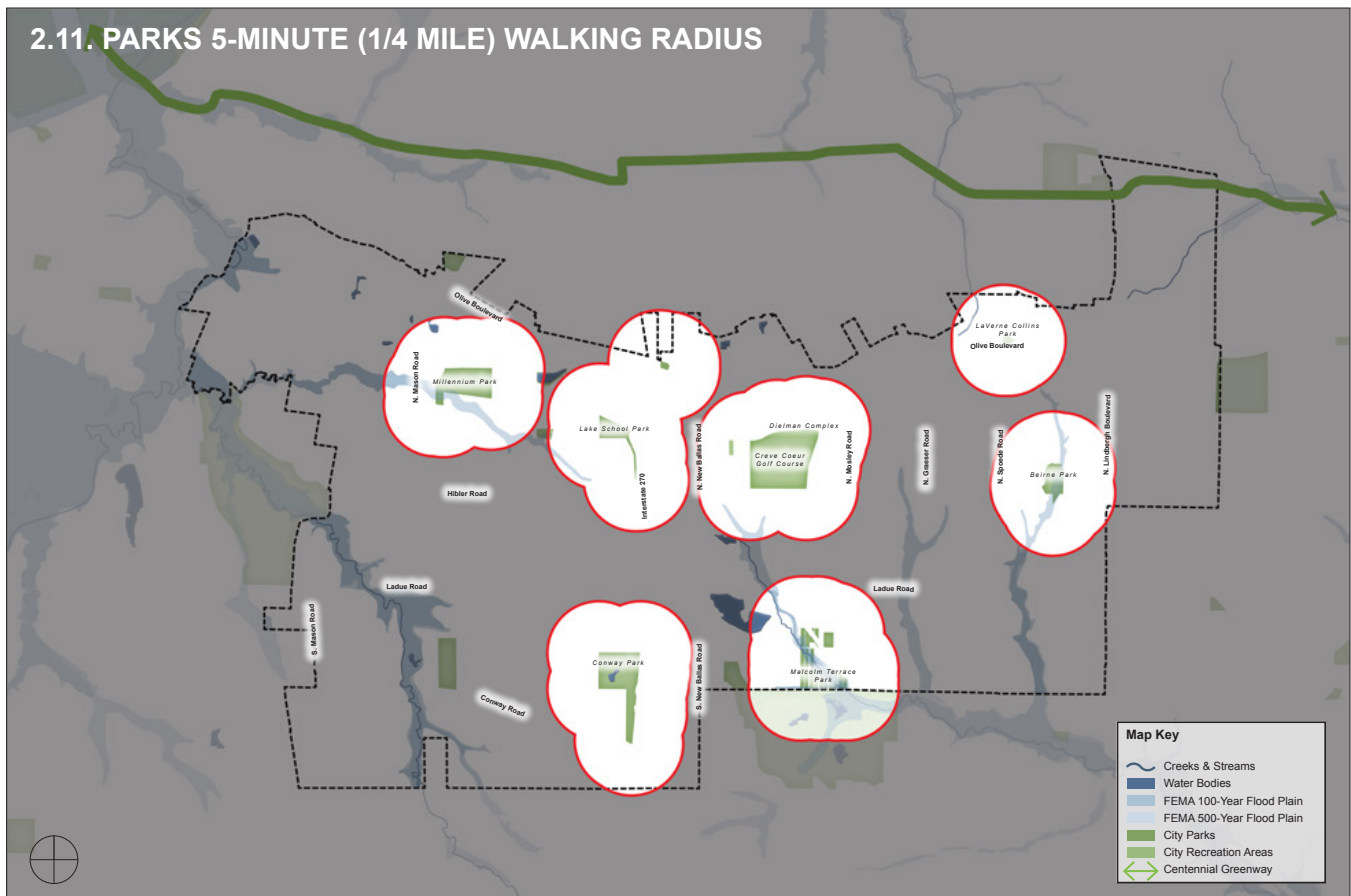 2.11. PARKS 5-MINUTE (1/4 MILE) WALKING RADIUS
Olive Boulevard
LaVerne Collins
Park
Olive Boulevard
N. Mason Road
Millennium Park
Lake School Park
N. New Ballas Road
Dielman Complex
Creve Coeur
Golf Course
N. Mosley Road
N. Graeser Road
N. Spoede Road
Beirne Park
N. Lindbergh Boulevard
Hibler Road
Interstate 270
Ladue Road
Ladue Road
S. Mason Road
Conway Park
S. New Ballas Road
Malcolm Terrace
Park
Conway Road
Map Key
Creeks & Streams
Water Bodies
FEMA 100-Year Flood Plain
FEMA 500-Year Flood Plain
City Parks
City Recreation Areas
Centennial Greenway